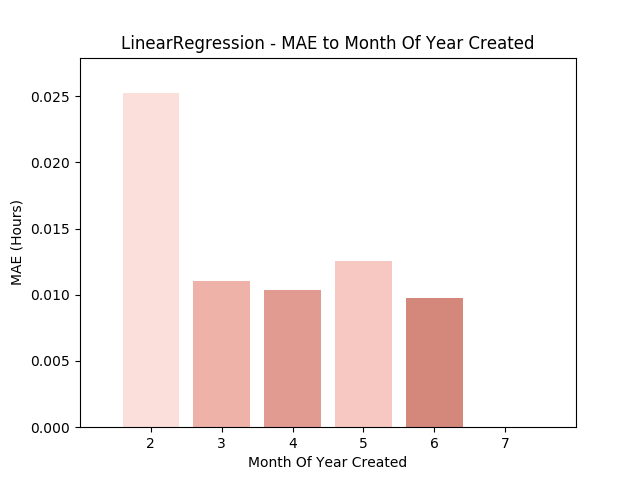 LinearRegression - MAE to Month Of Year Created
MAE (Hours)
0.025
0.020
0.015
0.010
0.005
0.000
2 3 4 5 6 7
Month Of Year Created